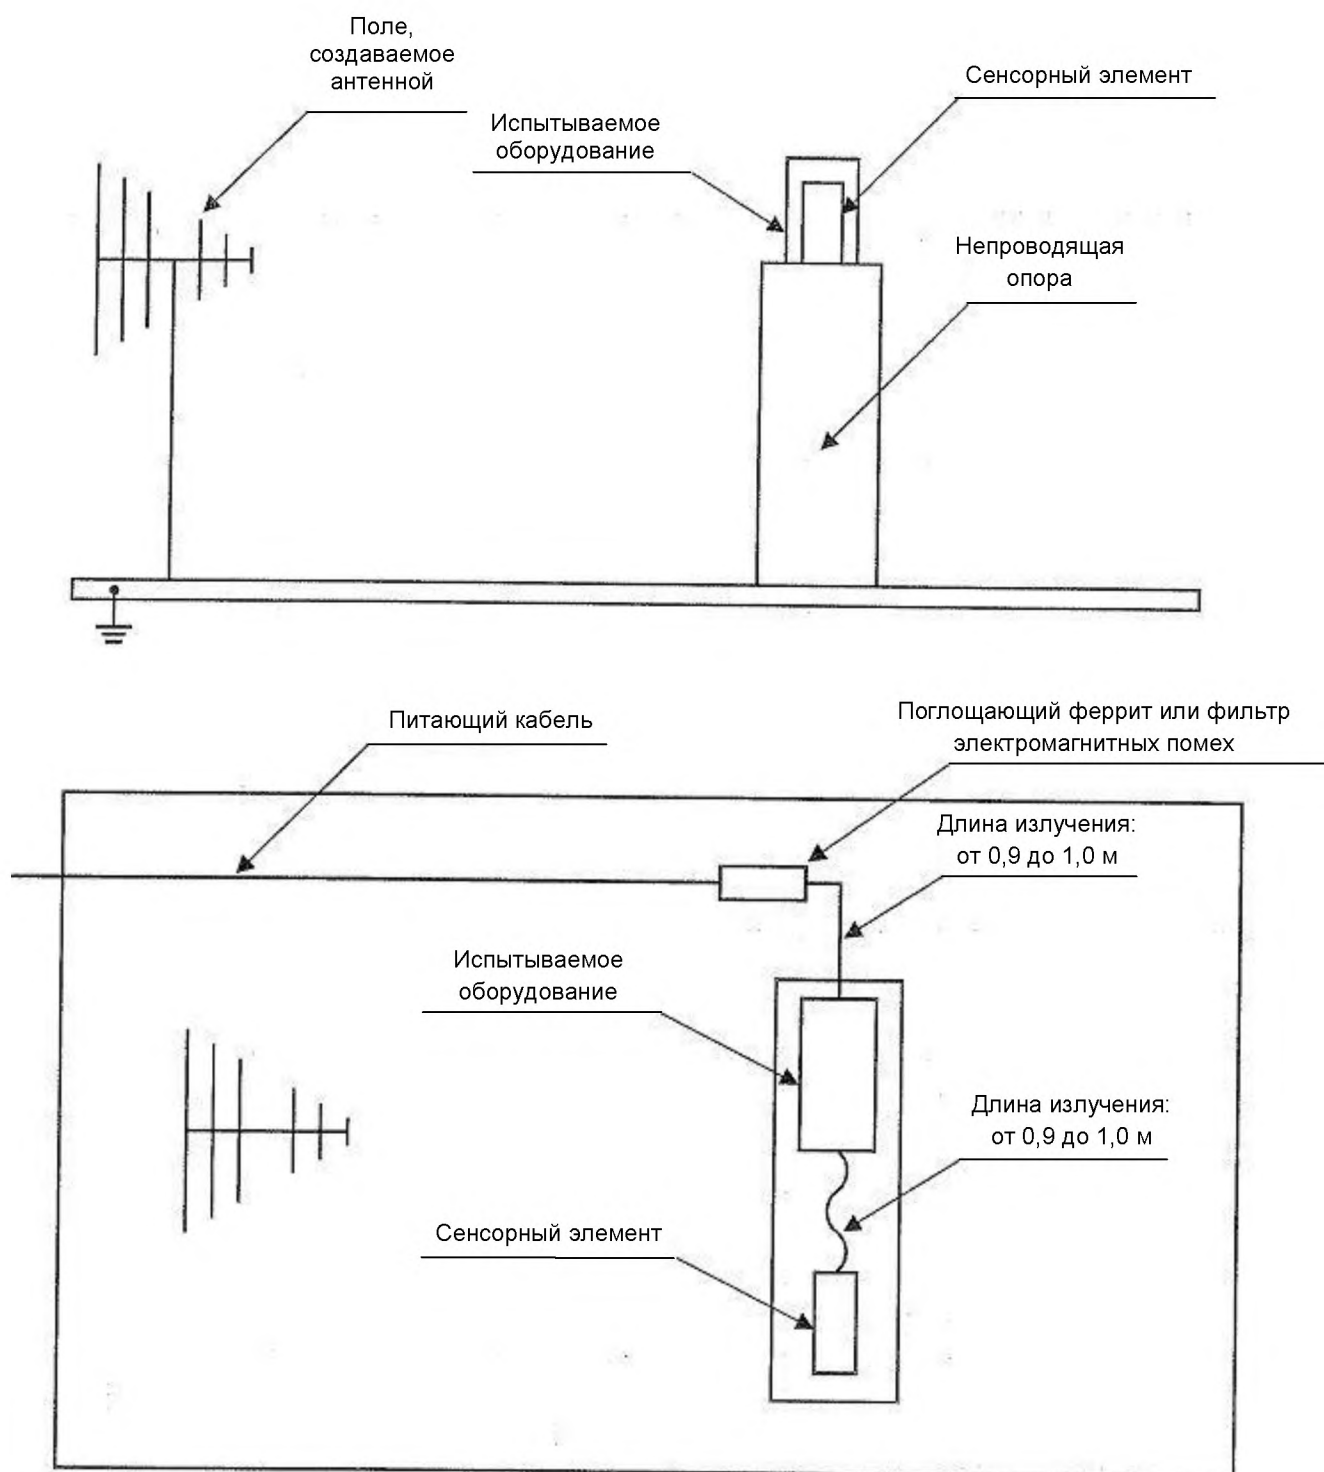 Поле,
создаваемое
антенной
Сенсорный элемент
Испытываемое
оборудование
Непроводящая
опора
Питающий кабель
Поглощающий феррит или фильтр
электромагнитных помех
Длина излучения:
от 0,9 до 1,0 м
Испытываемое
оборудование
Длина излучения:
от 0,9 до 1,0 м
Сенсорный элемент